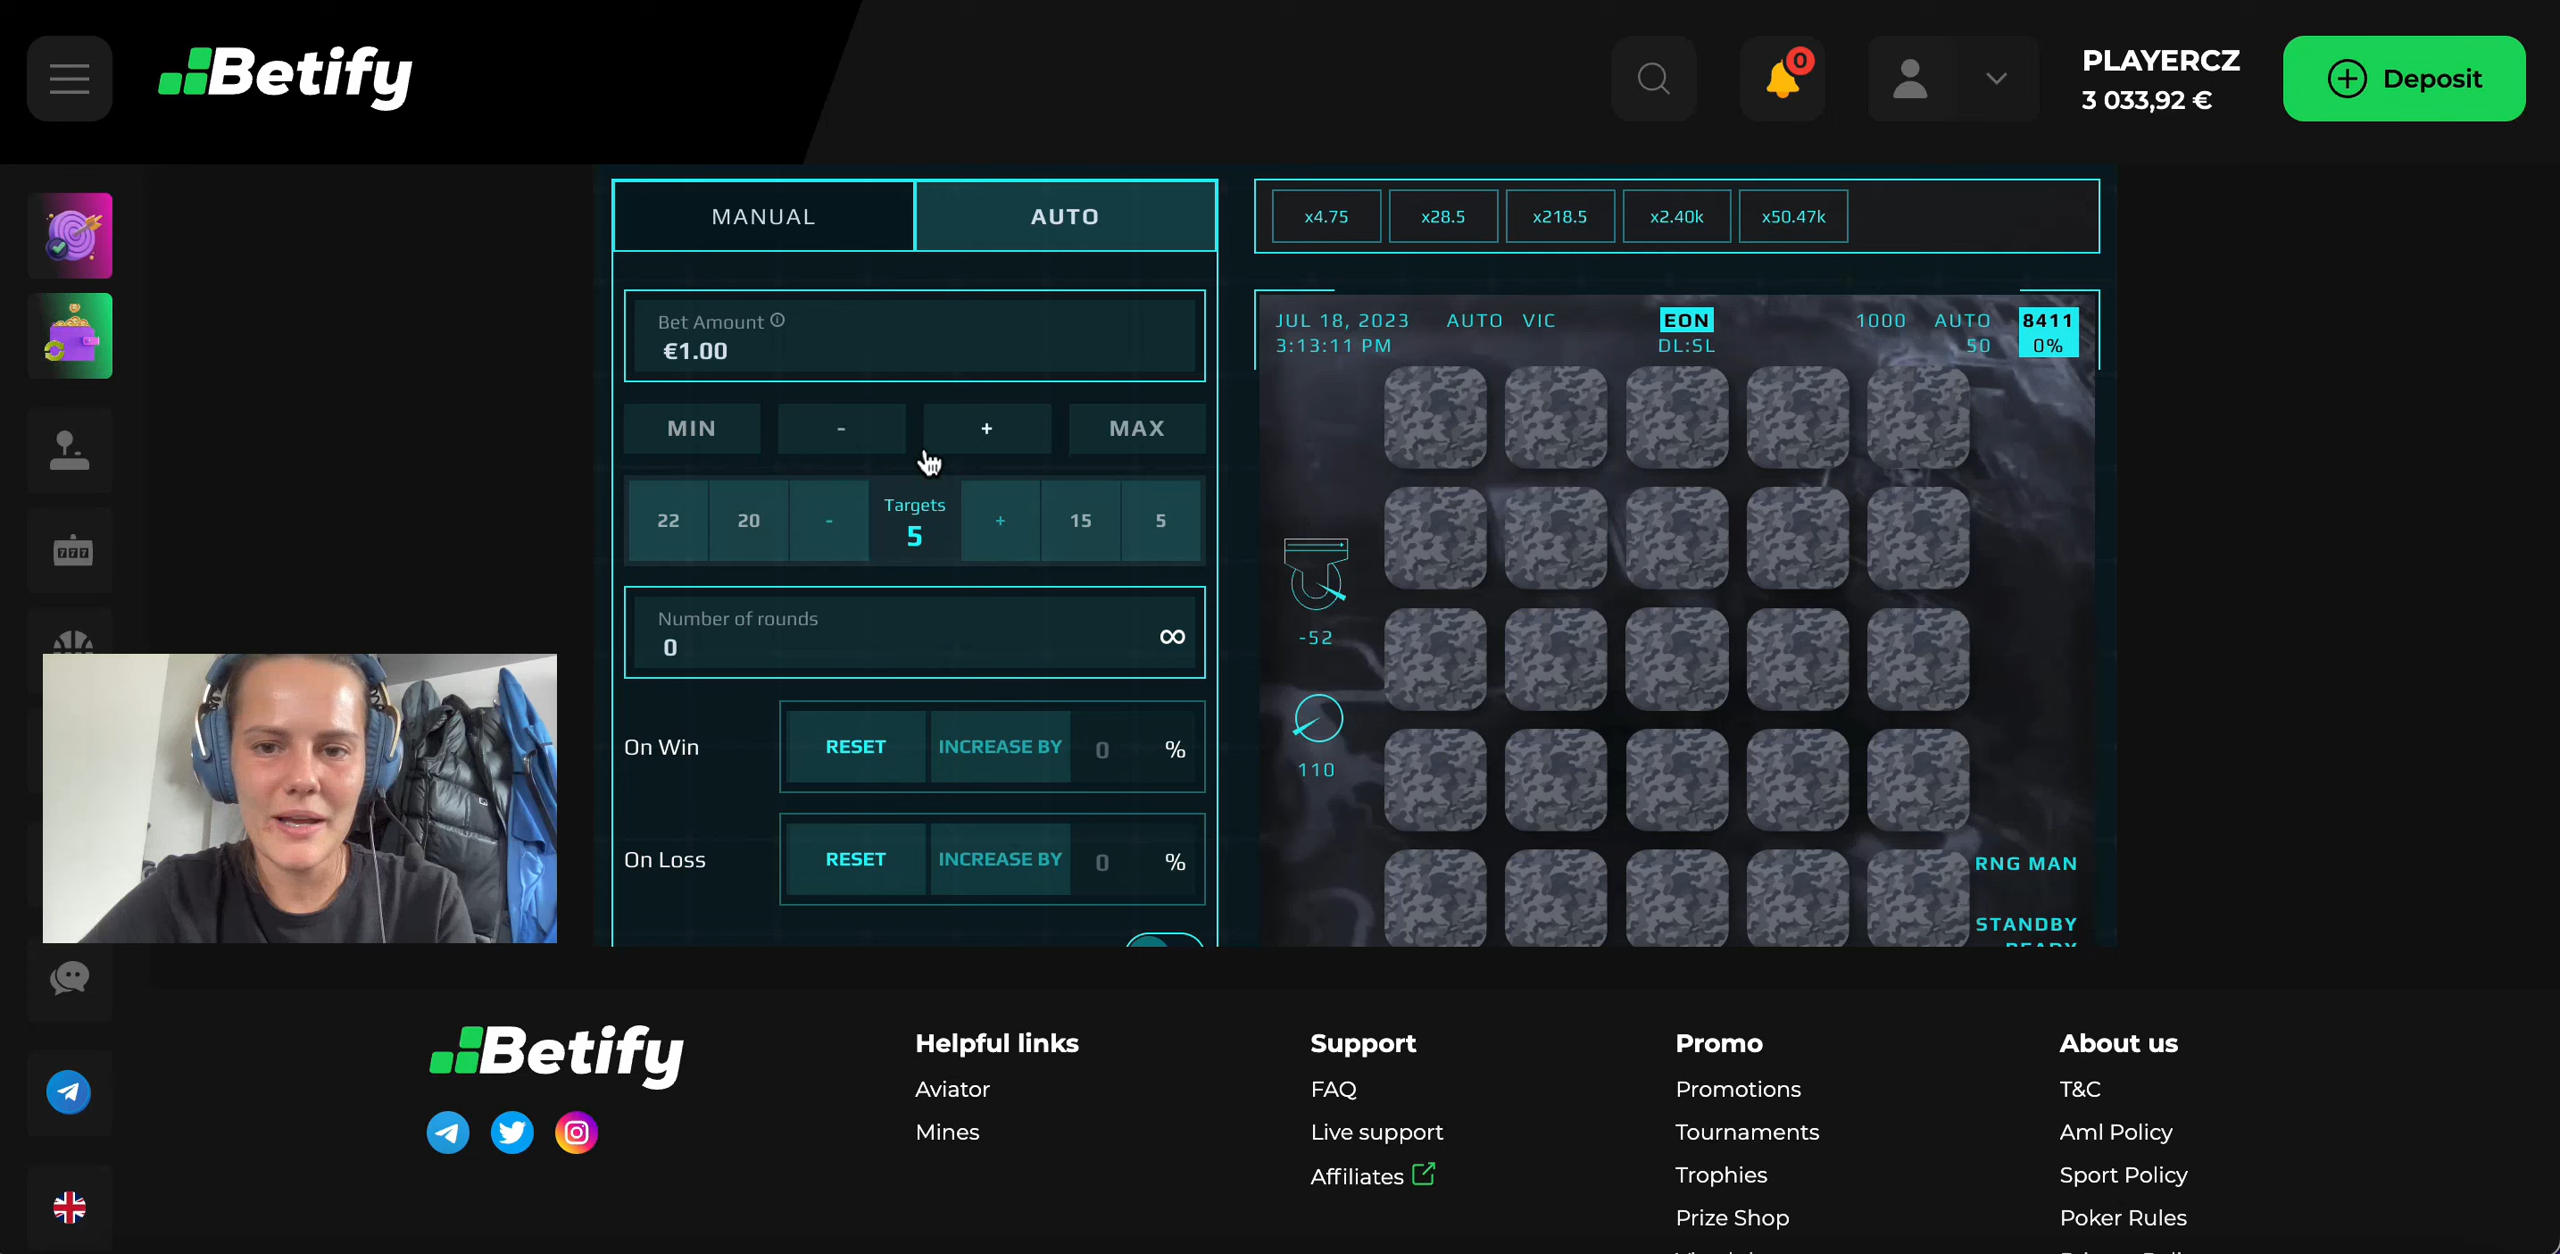 Betify
0
PLAYERCZ
3 033,92 €
Deposit
MANUAL
AUTO
x4.75
x28.5
x218.5
x2.40k
x50.47k
Bet Amount
€1.00
MIN
-
+
MAX
22
20
-
Targets
5
+
15
5
Number of rounds
0
∞
On Win
RESET
INCREASE BY
0
%
On Loss
RESET
INCREASE BY
0
%
JUL 18, 2023
3:13:11 PM
AUTO VIC
EON
DL:SL
1000 AUTO
50
8411
0%
-52
110
RNG MAN
STANDBY
READY
777
Betify
Helpful links
Aviator
Mines
Support
FAQ
Live support
Affiliates
Promo
Promotions
Tournaments
Trophies
Prize Shop
About us
T&C
Aml Policy
Sport Policy
Poker Rules